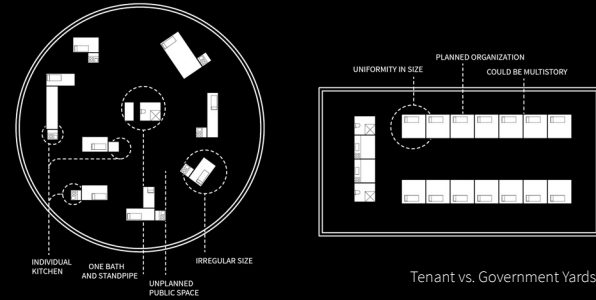 PLANNED ORGANIZATION
UNIFORMITY IN SIZE
COULD BE MULTISTORY
INDIVIDUAL
KITCHEN
ONE BATH
AND STANDPIPE
UNPLANNED
PUBLIC SPACE
IRREGULAR SIZE
Tenant vs. Government Yards